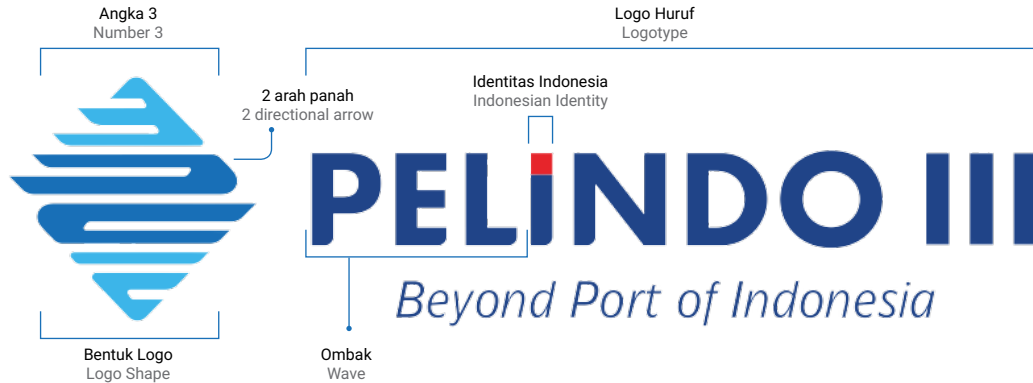 Angka 3
Number 3
Logo Huruf
Logotype
2 arah panah
2 directional arrow
Identitas Indonesia
Indonesian Identity
PELiNDO III
Beyond Port of Indonesia
Bentuk Logo
Logo Shape
Ombak
Wave